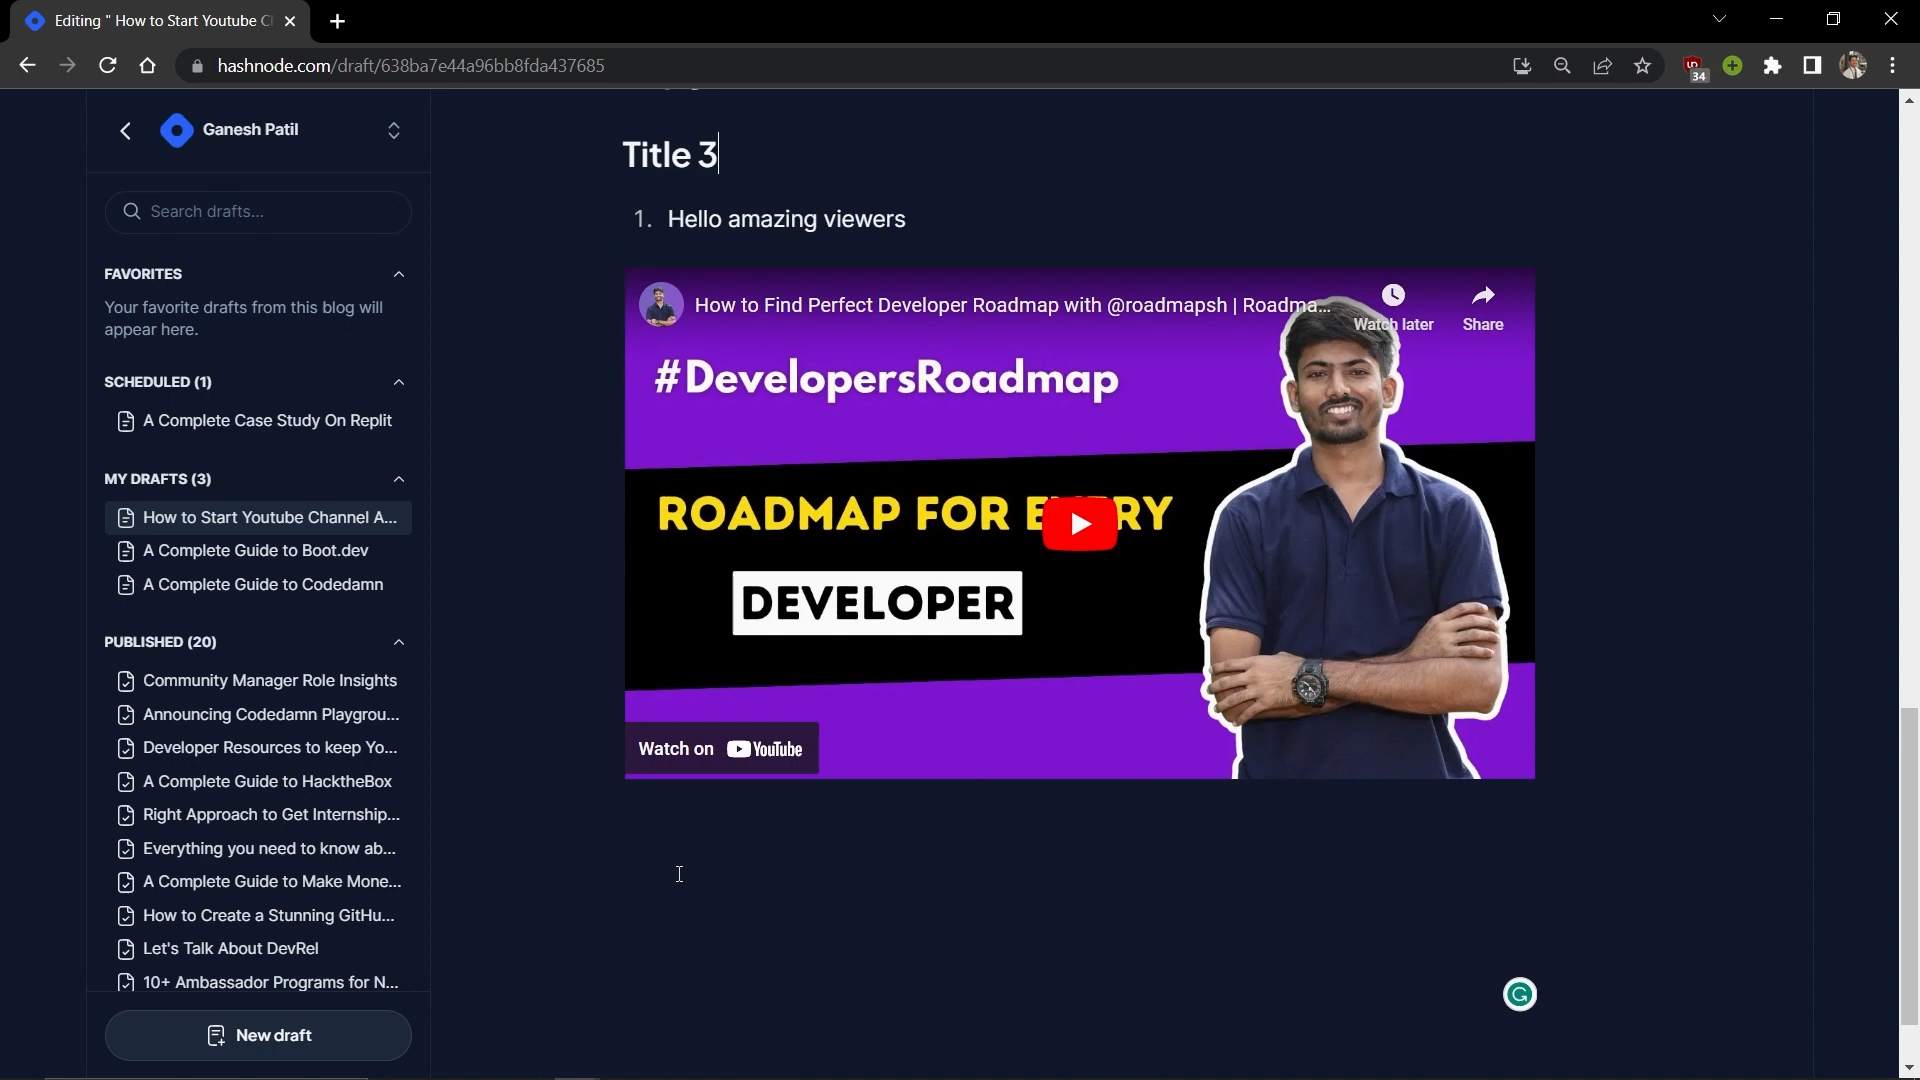 Editing " How to Start Youtube C
hashnode.com/draft/638ba7e44a96bb8fda437685
34
Ganesh Patil
Search drafts...
FAVORITES
Your favorite drafts from this blog will
appear here.
SCHEDULED (1)
A Complete Case Study On Replit
MY DRAFTS (3)
How to Start Youtube Channel A...
A Complete Guide to Boot.dev
A Complete Guide to Codedamn
PUBLISHED (20)
Community Manager Role Insights
Announcing Codedamn Playgrou...
Developer Resources to keep Yo...
A Complete Guide to HacktheBox
Right Approach to Get Internship...
Everything you need to know ab...
A Complete Guide to Make Mone...
How to Create a Stunning GitHu...
Let's Talk About DevRel
10+ Ambassador Programs for N...
New draft
Title 3
1. Hello amazing viewers
How to Find Perfect Developer Roadmap with @roadmapsh | Roadma...
Watch later
Share
#DevelopersRoadmap
ROADMAP FOR EVERY
DEVELOPER
Watch on YouTube